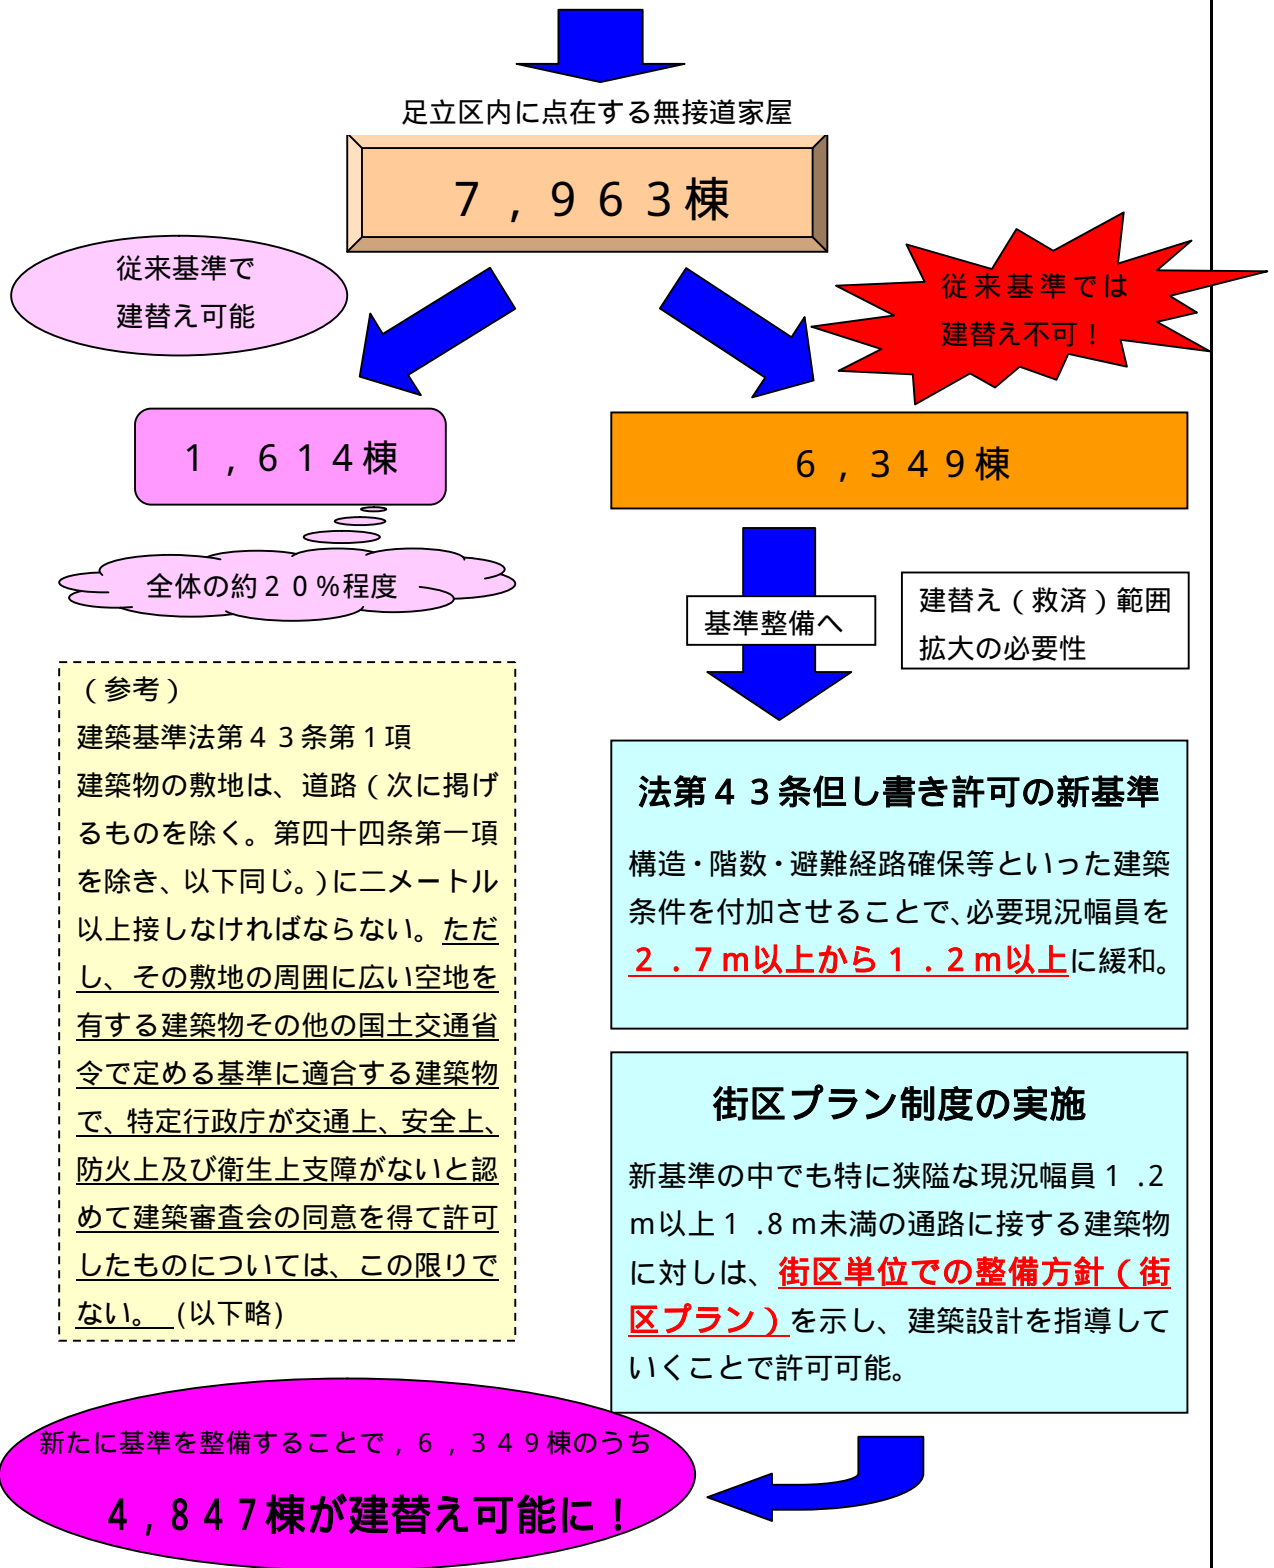 足立区内に点在する無接道家屋
７,９６３棟
従来基準で
建替え可能
従来基準では
建替え不可！
１,６１４棟
６,３４９棟
全体の約２０％程度
基準整備へ
建替え（救済）範囲
拡大の必要性
（参考）
建築基準法第４３条第１項
建築物の敷地は、道路（次に掲げ
るものを除く。第四十四条第一項
を除き、以下同じ。）に二メートル
以上接しなければならない。ただ
し、その敷地の周囲に広い空地を
有する建築物その他の国土交通省
令で定める基準に適合する建築物
で、特定行政庁が交通上、安全上、
防火上及び衛生上支障がないと認
めて建築審査会の同意を得て許可
したものについては、この限りで
ない。（以下略）
法第４３条但し書き許可の新基準
構造・階数・避難経路確保等といった建築
条件を付加させることで、必要現況幅員を
２．７ｍ以上から１．２ｍ以上に緩和。
街区プラン制度の実施
新基準の中でも特に狭隘な現況幅員１.２
ｍ以上１.８ｍ未満の通路に接する建築物
に対しは、街区単位での整備方針（街
区プラン）を示し、建築設計を指導して
いくことで許可可能。
新たに基準を整備することで，６，３４９棟のうち
４,８４７棟が建替え可能に！